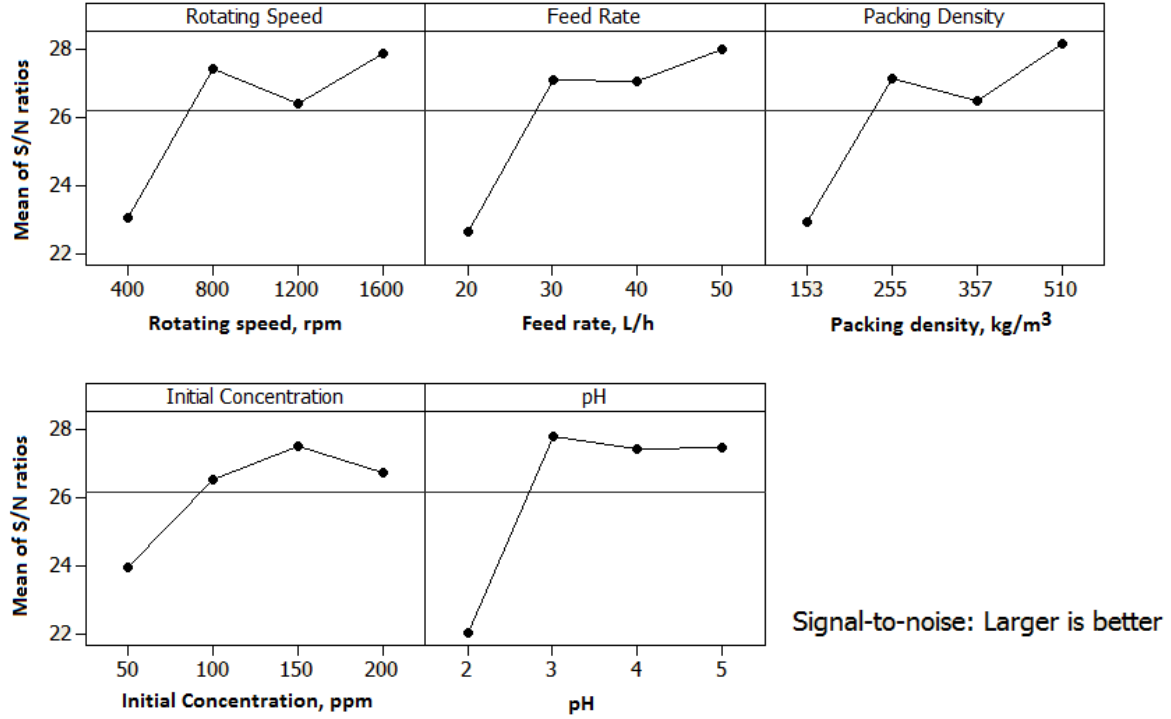 Rotating Speed Feed Rate Packing Density
Mean of S/N ratios
28
26
24
22
400 800 1200 1600 20 30 40 50 153 255 357 510
Rotating speed, rpm Feed rate, L/h Packing density, kg/m³
Initial Concentration pH
Mean of S/N ratios
28
26
24
22
50 100 150 200 2 3 4 5
Initial Concentration, ppm pH
Signal-to-noise: Larger is better